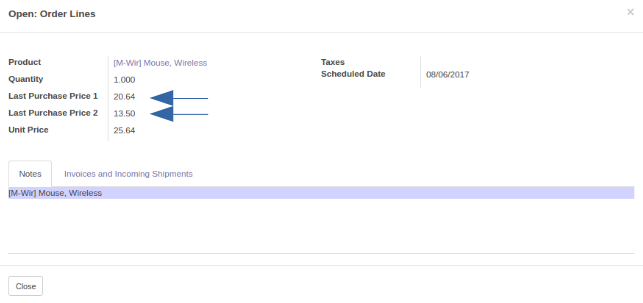 Open: Order Lines
×
Product [M-Wir] Mouse, Wireless
Quantity 1.000
Last Purchase Price 1 20.64
Last Purchase Price 2 13.50
Unit Price 25.64
Taxes
Scheduled Date 08/06/2017
Notes Invoices and Incoming Shipments
[M-Wir] Mouse, Wireless
Close